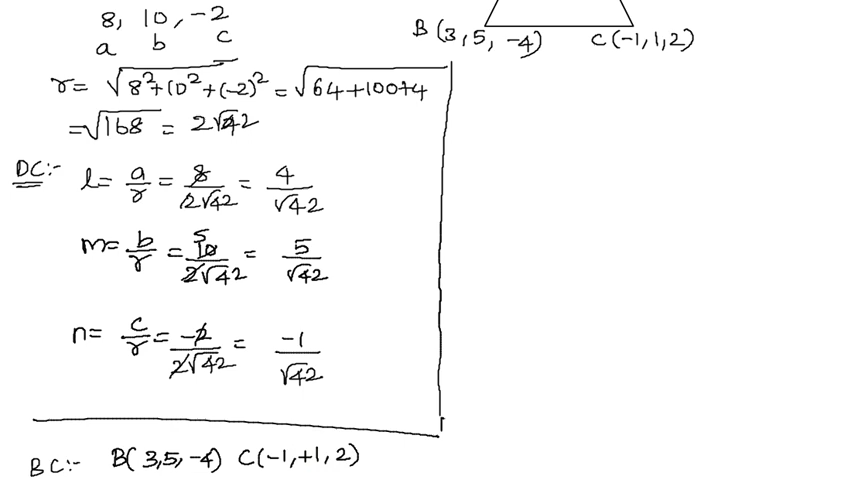 8, 10, -2
a b c
B(3,5,-4) C(-1,1,2)
r = √8²+10²+(-2)² = √64+100+4
= √168 = 2√42
DC:- l = a/r = 8/2√42 = 4/√42
m = b/r = 5 10/2√42 = 5/√42
n = c/r = -2/2√42 = -1/√42
BC:- B(3,5,-4) C(-1,+1,2)